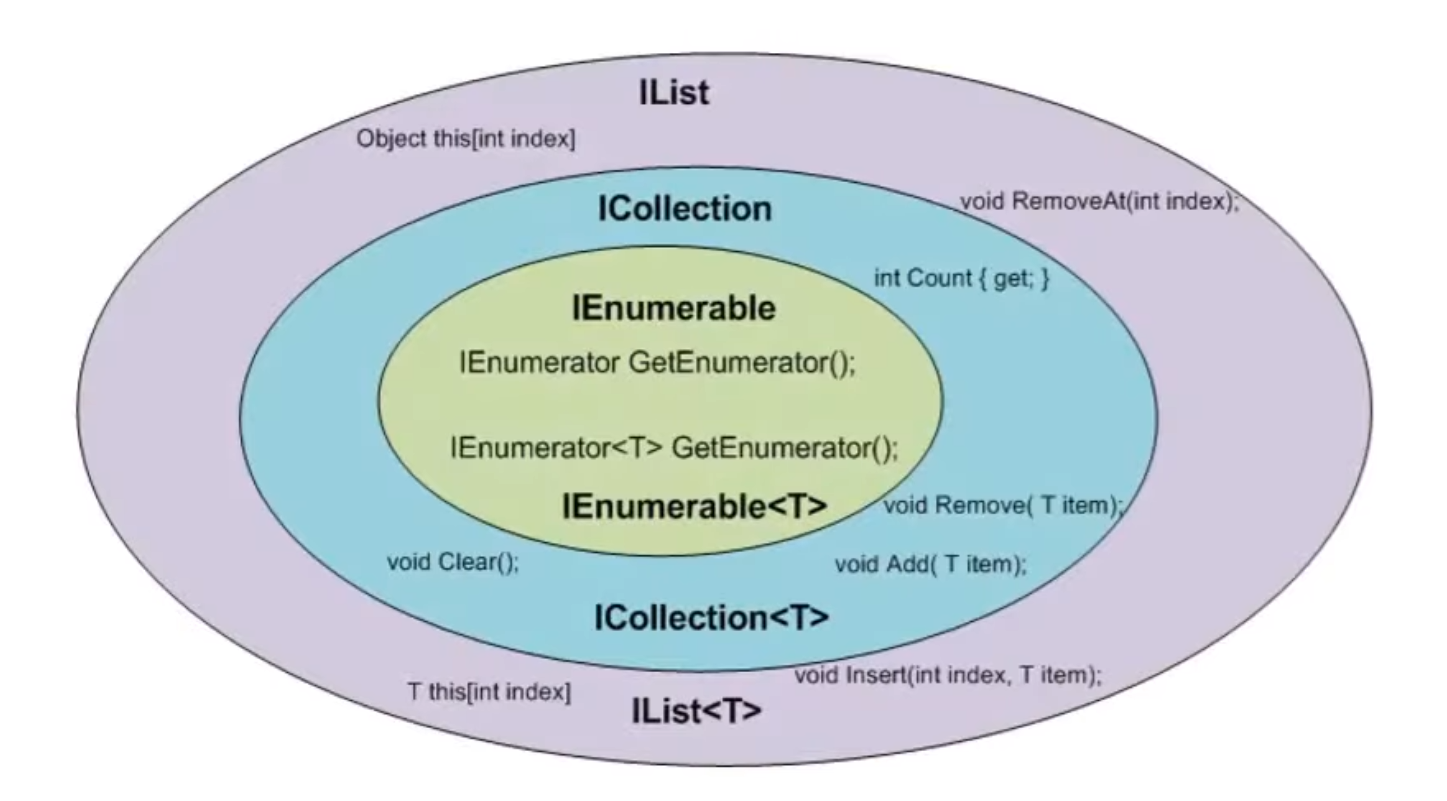 IList
Object this[int index]
void RemoveAt(int index);
ICollection
int Count { get; }
IEnumerable
IEnumerator GetEnumerator();
IEnumerator<T> GetEnumerator();
IEnumerable<T>
void Remove( T item);
void Clear();
void Add( T item);
ICollection<T>
void Insert(int index, T item);
T this[int index]
IList<T>